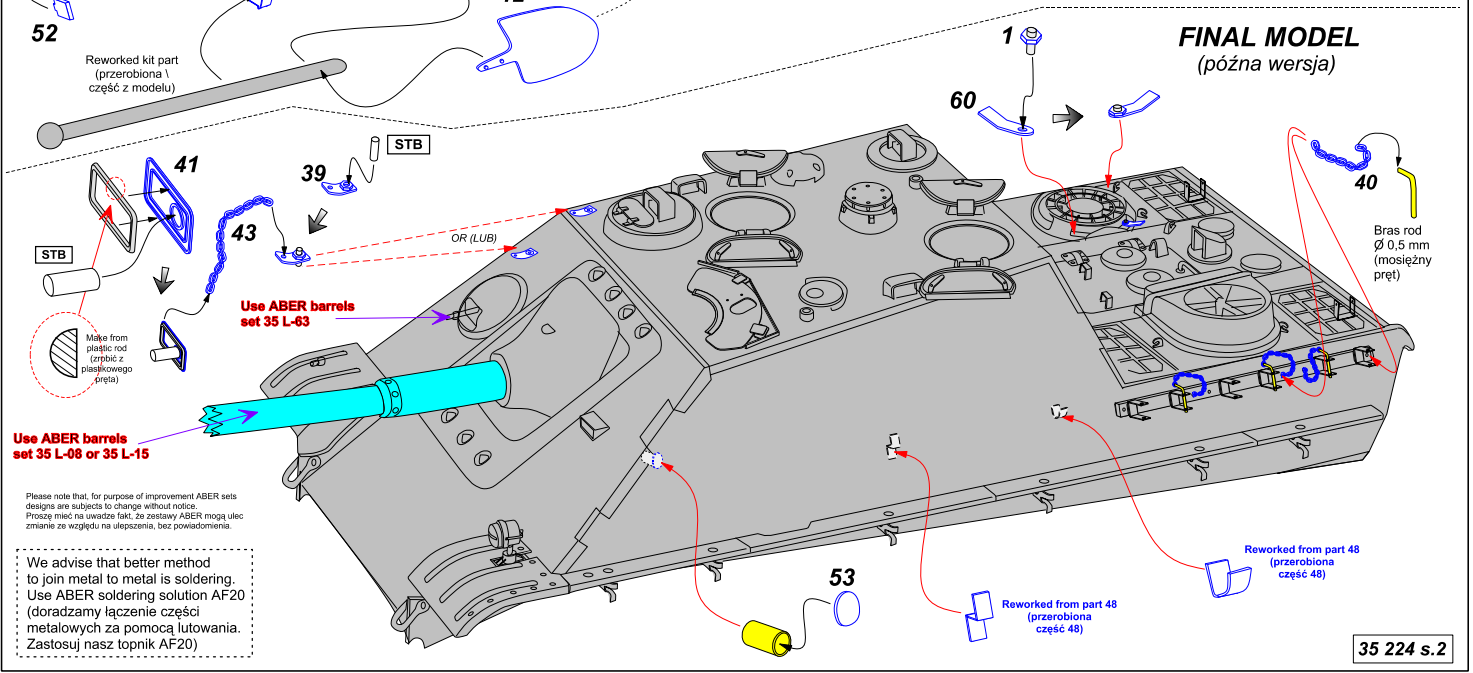 52
Reworked kit part
(przerobiona \
część z modelu)
1
FINAL MODEL
(późna wersja)
60
STB
41
39
40
43
OR (LUB)
STB
Bras rod
Ø 0,5 mm
(mosiężny
pręt)
Use ABER barrels
set 35 L-63
Make from
plastic rod
(zrobić z
plastikowego
pręta)
Use ABER barrels
set 35 L-08 or 35 L-15
Please note that, for purpose of improvement ABER sets
designs are subjects to change without notice.
Proszę mieć na uwadze fakt, że zestawy ABER mogą ulec
zmianie ze względu na ulepszenia, bez powiadomienia.
We advise that better method
to join metal to metal is soldering.
Use ABER soldering solution AF20
(doradzamy łączenie części
metalowych za pomocą lutowania.
Zastosuj nasz topnik AF20)
53
Reworked from part 48
(przerobiona
część 48)
Reworked from part 48
(przerobiona
część 48)
35 224 s.2